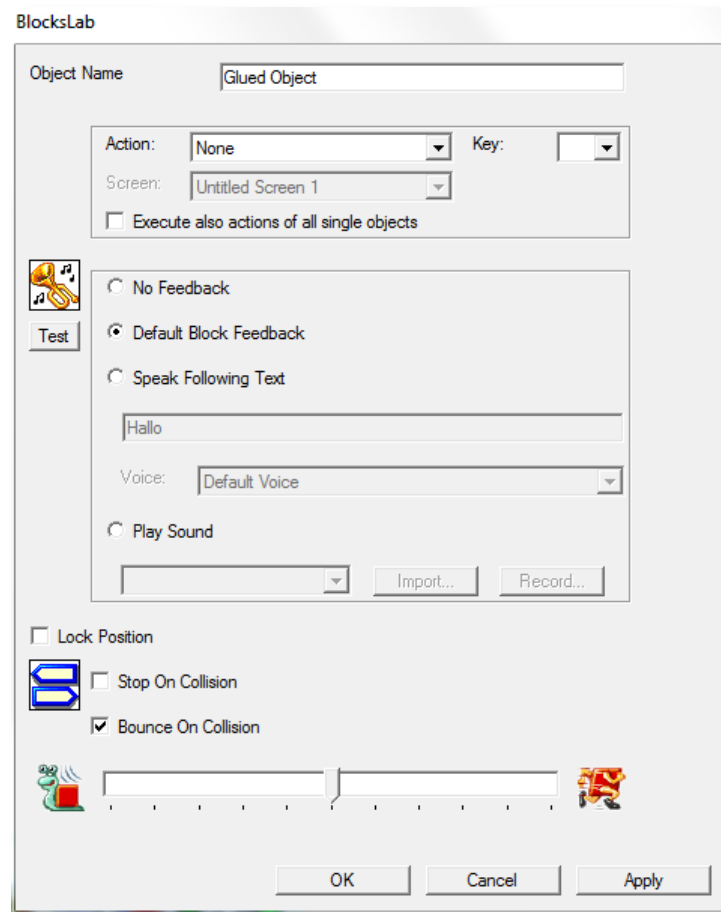 BlocksLab
Object Name Glued Object
Action: None Key:
Screen: Untitled Screen 1
Execute also actions of all single objects
No Feedback
Test Default Block Feedback
Speak Following Text
Hallo
Voice: Default Voice
Play Sound
Import... Record...
Lock Position
Stop On Collision
Bounce On Collision
OK Cancel Apply